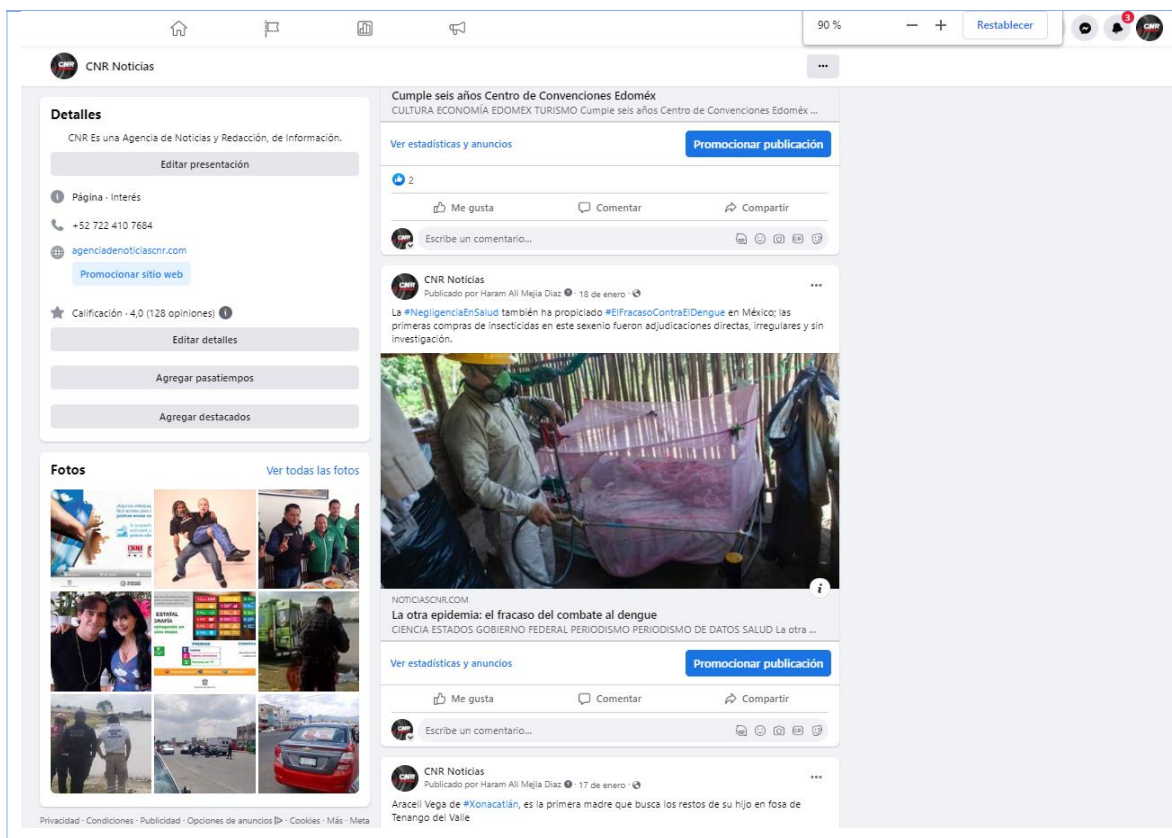 90 %
Restablecer
3
CNR
CNR Noticias
Detalles
CNR Es una Agencia de Noticias y Redacción, de Información.
Editar presentación
Página · Interés
+52 722 410 7684
agenciadenoticiascnr.com
Promocionar sitio web
Calificación · 4,0 (128 opiniones)
Editar detalles
Agregar pasatiempos
Agregar destacados
Fotos
Ver todas las fotos
ESTATAL
Privacidad · Condiciones · Publicidad · Opciones de anuncios · Cookies · Más · Meta
Cumple seis años Centro de Convenciones Edoméx
CULTURA ECONOMÍA EDOMEX TURISMO Cumple seis años Centro de Convenciones Edoméx ...
Ver estadísticas y anuncios
Promocionar publicación
2
Me gusta
Comentar
Compartir
Escribe un comentario...
CNR Noticias
Publicado por Haram Ali Mejia Diaz · 18 de enero ·
La #NegligenciaEnSalud también ha propiciado #ElFracasoContraElDengue en México; las
primeras compras de insecticidas en este sexenio fueron adjudicaciones directas, irregulares y sin
investigación.
NOTICIASCNR.COM
La otra epidemia: el fracaso del combate al dengue
CIENCIA ESTADOS GOBIERNO FEDERAL PERIODISMO PERIODISMO DE DATOS SALUD La otra ...
Ver estadísticas y anuncios
Promocionar publicación
Me gusta
Comentar
Compartir
Escribe un comentario...
CNR Noticias
Publicado por Haram Ali Mejia Diaz · 17 de enero ·
Araceli Vega de #Xonacatlán, es la primera madre que busca los restos de su hijo en fosa de
Tenango del Valle